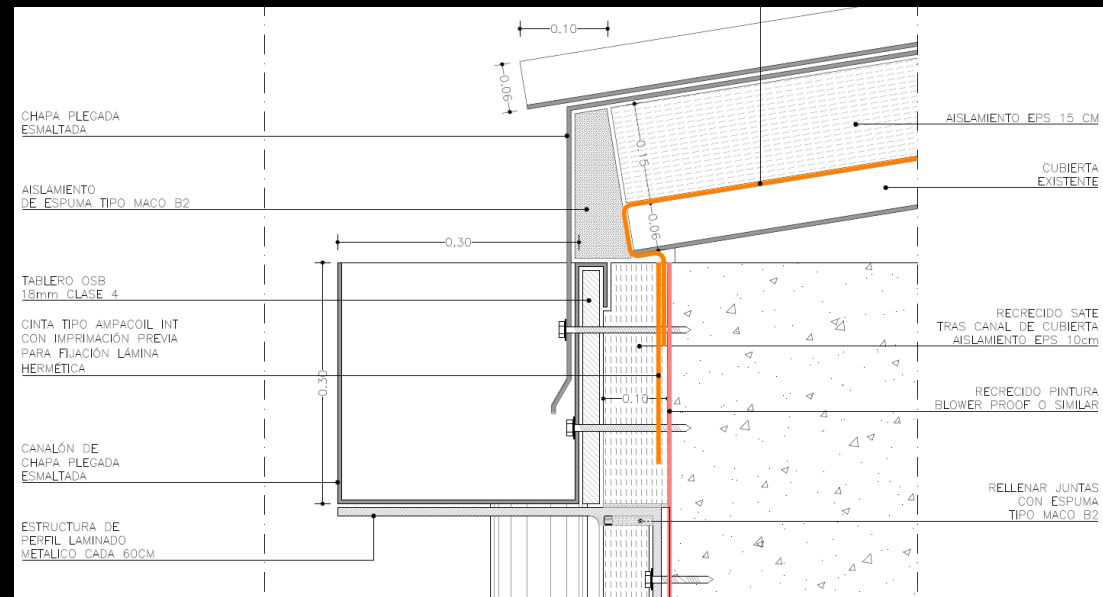 CHAPA PLEGADA
ESMALTADA
AISLAMIENTO
DE ESPUMA TIPO MACO B2
TABLERO OSB
18mm CLASE 4
CINTA TIPO AMPACOIL INT
CON IMPRIMACIÓN PREVIA
PARA FIJACIÓN LÁMINA
HERMÉTICA
CANALÓN DE
CHAPA PLEGADA
ESMALTADA
ESTRUCTURA DE
PERFIL LAMINADO
METALICO CADA 60CM
0.10
0.06
0.15
0.06
0.30
0.30
0.10
AISLAMIENTO EPS 15 CM
CUBIERTA
EXISTENTE
RECRECIDO SATE
TRAS CANAL DE CUBIERTA
AISLAMIENTO EPS 10cm
RECRECIDO PINTURA
BLOWER PROOF O SIMILAR
RELLENAR JUNTAS
CON ESPUMA
TIPO MACO B2